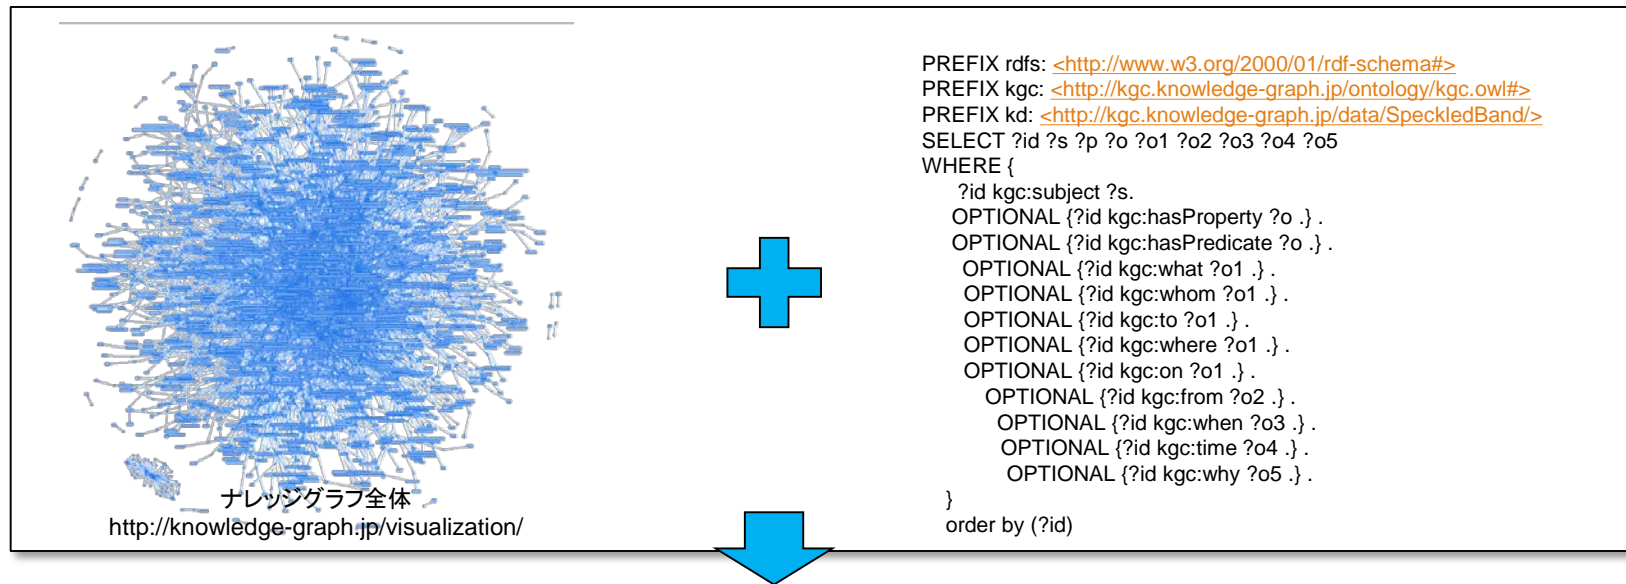 ナレッジグラフ全体
http://knowledge-graph.jp/visualization/
PREFIX rdfs: <http://www.w3.org/2000/01/rdf-schema#>
PREFIX kgc: <http://kgc.knowledge-graph.jp/ontology/kgc.owl#>
PREFIX kd: <http://kgc.knowledge-graph.jp/data/SpeckledBand/>
SELECT ?id ?s ?p ?o ?o1 ?o2 ?o3 ?o4 ?o5
WHERE {
?id kgc:subject ?s.
OPTIONAL {?id kgc:hasProperty ?o .} .
OPTIONAL {?id kgc:hasPredicate ?o .} .
OPTIONAL {?id kgc:what ?o1 .} .
OPTIONAL {?id kgc:whom ?o1 .} .
OPTIONAL {?id kgc:to ?o1 .} .
OPTIONAL {?id kgc:where ?o1 .} .
OPTIONAL {?id kgc:on ?o1 .} .
OPTIONAL {?id kgc:from ?o2 .} .
OPTIONAL {?id kgc:when ?o3 .} .
OPTIONAL {?id kgc:time ?o4 .} .
OPTIONAL {?id kgc:why ?o5 .} .
}
order by (?id)